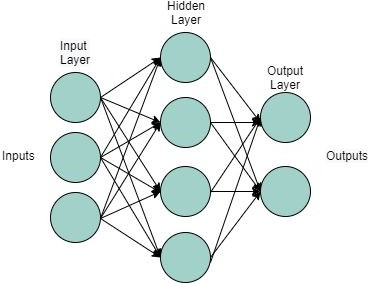 Hidden
Layer
Input
Layer
Output
Layer
Inputs
Outputs